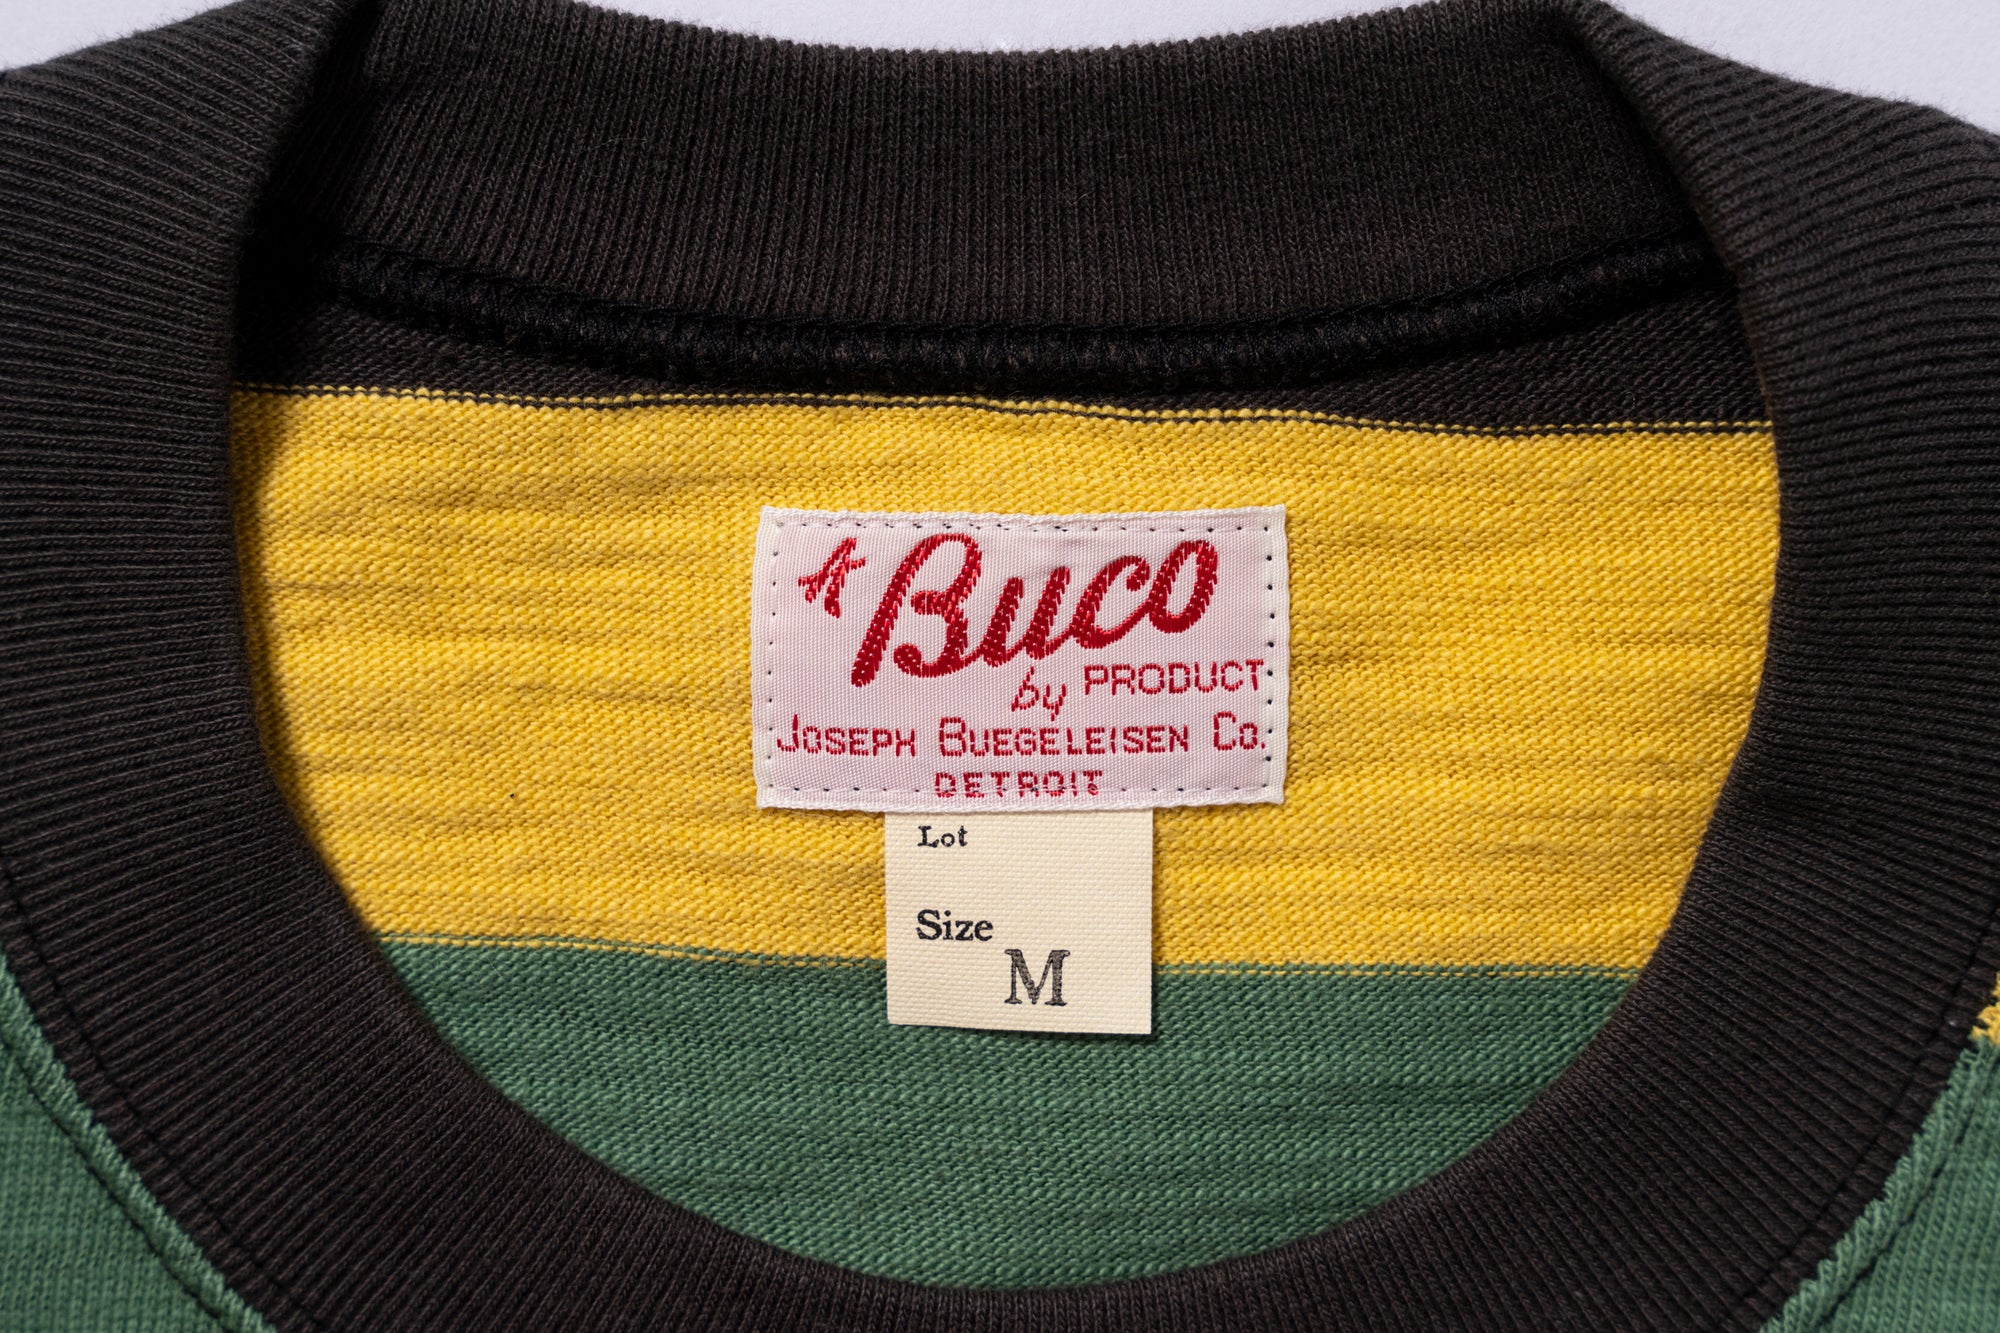 A Buco
by PRODUCT
JOSEPH BUEGELEISEN CO.
DETROIT
Lot
Size
M